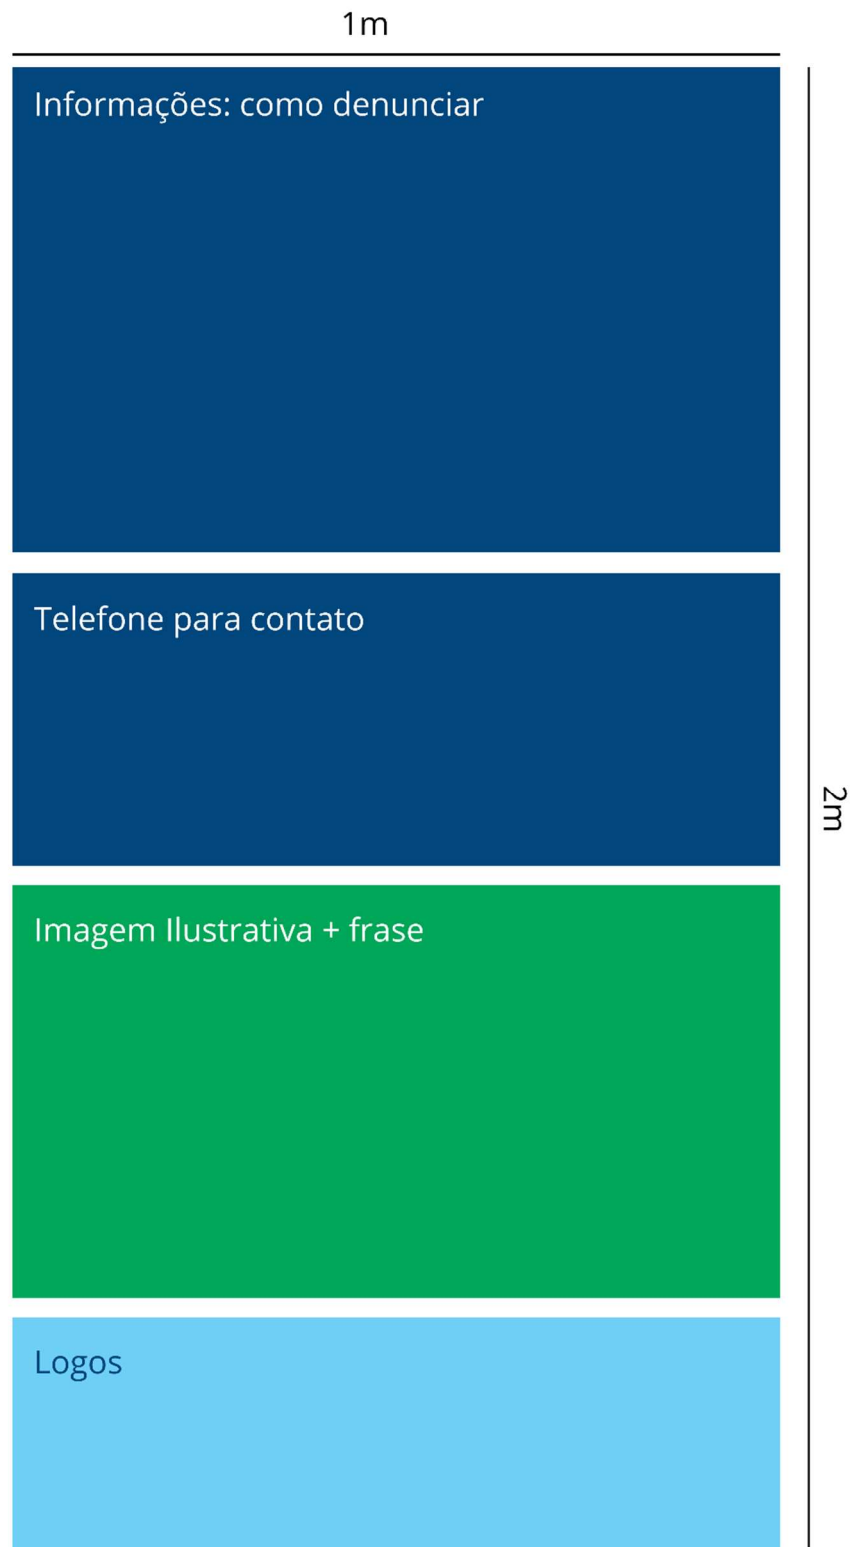 1m
Informações: como denunciar
Telefone para contato
2m
Imagem Ilustrativa + frase
Logos